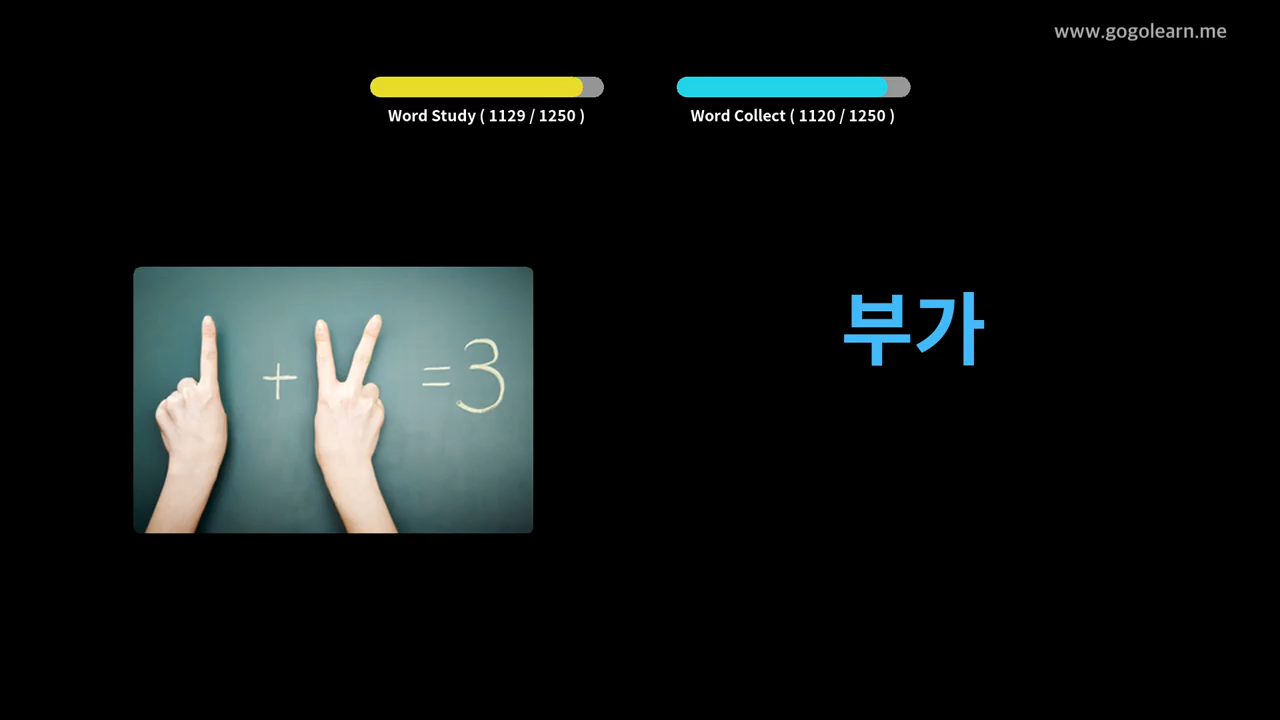 www.gogolearn.me
Word Study ( 1129 / 1250 )
Word Collect ( 1120 / 1250 )
부가
+ =3